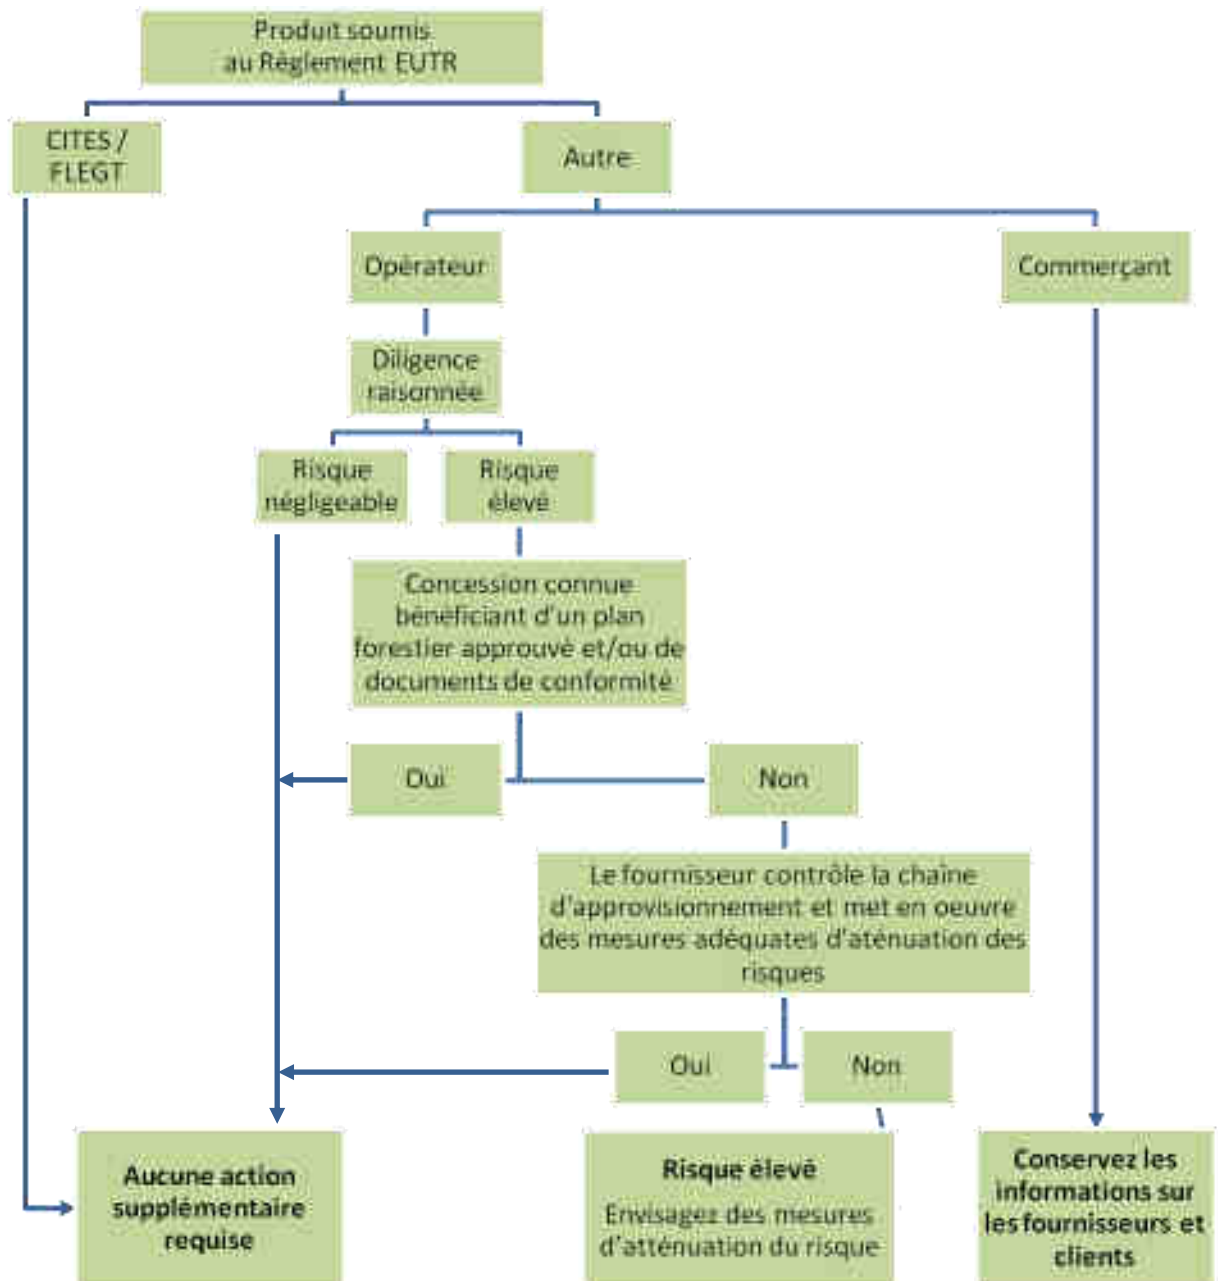 Produit soumis
au Règlement EUTR
CITES /
FLEGT
Autre
Opérateur
Commerçant
Diligence
raisonnée
Risque
négligeable
Risque
élevé
Concession connue
bénéficiant d'un plan
forestier approuvé et/ou de
documents de conformité
Oui
Non
Le fournisseur contrôle la chaîne
d'approvisionnement et met en oeuvre
des mesures adéquates d'aténuation des
risques
Oui
Non
Aucune action
supplémentaire
requise
Risque élevé
Envisagez des mesures
d'atténuation du risque
Conservez les
informations sur
les fournisseurs et
clients